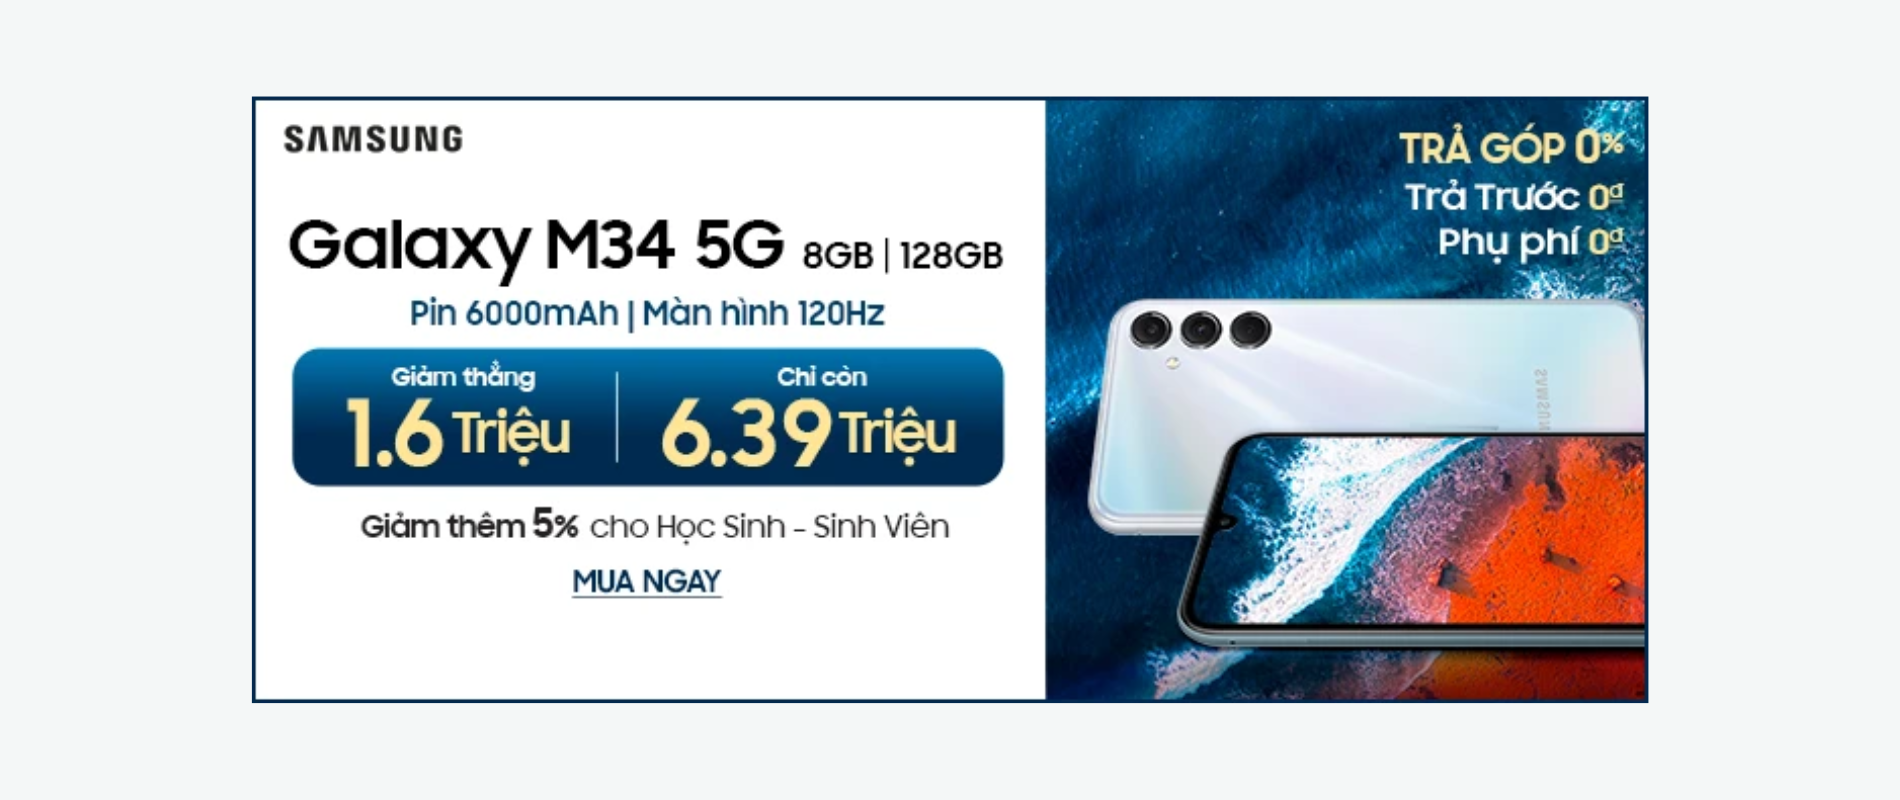 SAMSUNG
Galaxy M34 5G 8GB | 128GB
Pin 6000mAh | Màn hình 120Hz
Giảm thẳng
1.6 Triệu
Chỉ còn
6.39 Triệu
Giảm thêm 5% cho Học Sinh - Sinh Viên
MUA NGAY
TRẢ GÓP 0%
Trả Trước 0đ
Phụ phí 0đ
SAMSUNG